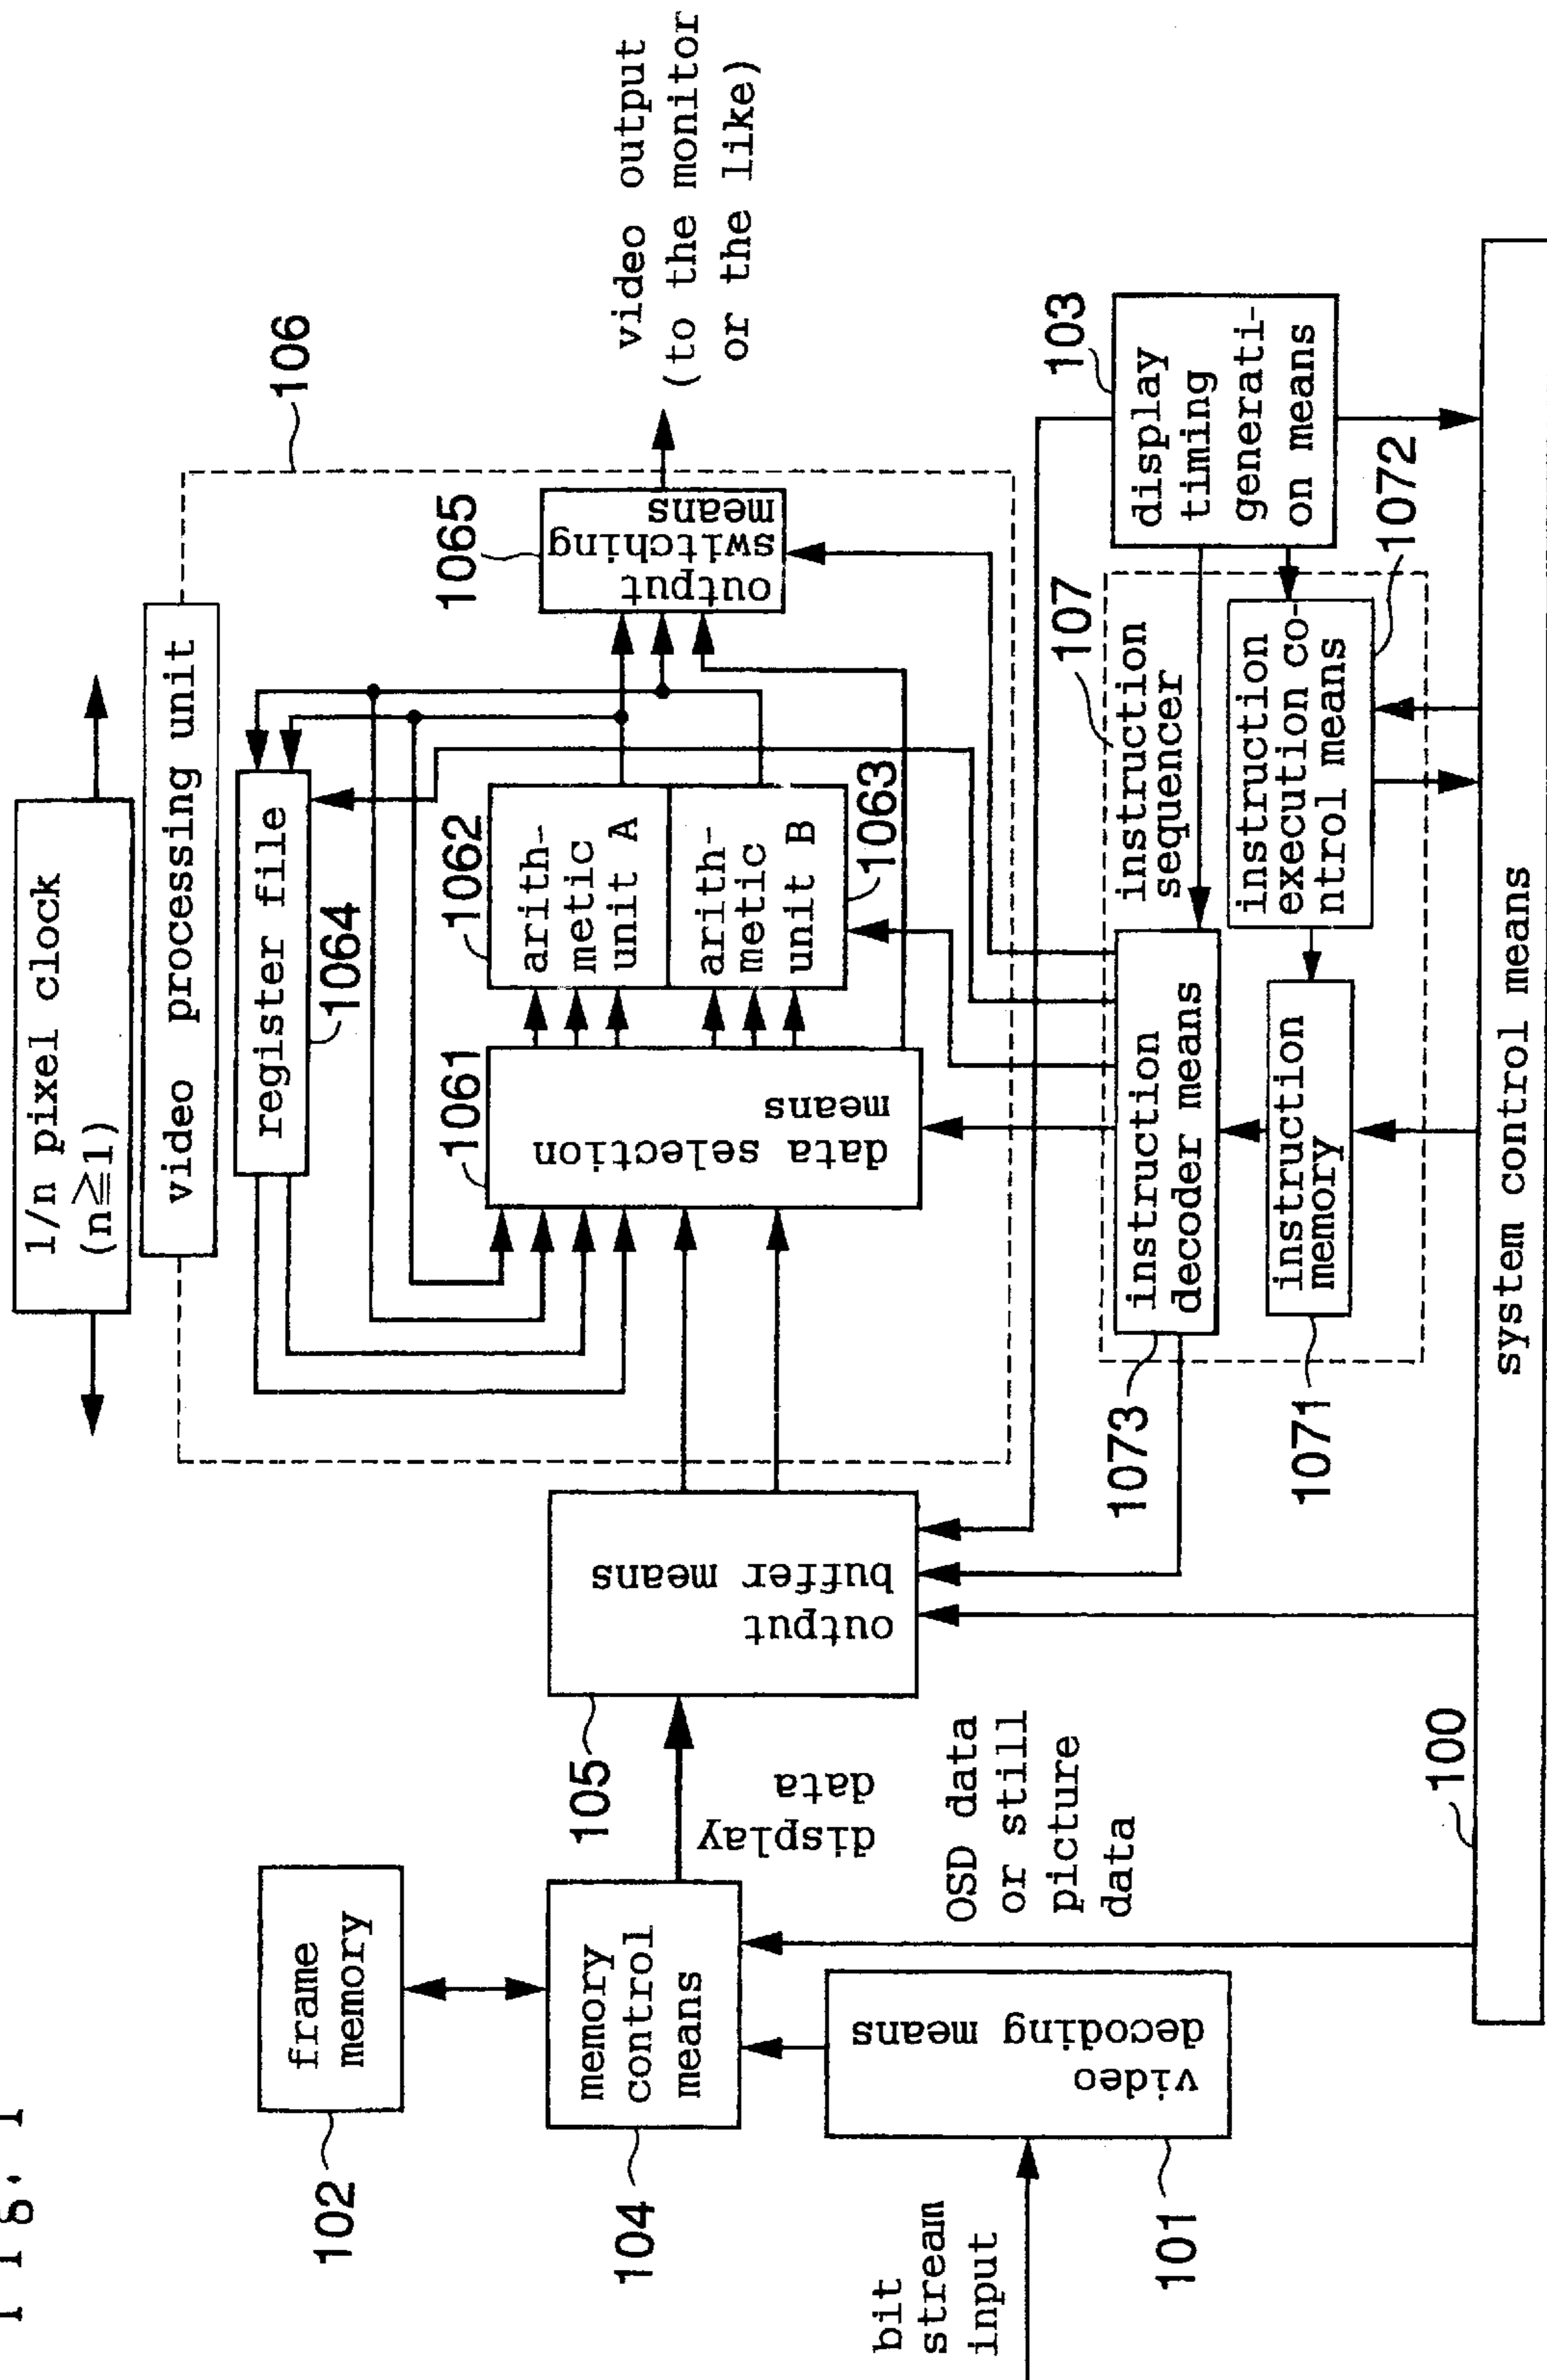 Fig. 1
1/n pixel clock
(n≧1)
video processing unit
106
register file
1064
1061
data selection
means
1062
arith-
metic
unit A
arith-
metic
unit B
1063
1065
output
switching
means
video output
(to the monitor
or the like)
102
frame
memory
104
memory
control
means
display
data
105
output
buffer means
bit
stream
input
101
video
decoding means
OSD data
or still
picture
data
107
instruction
sequencer
1073
instruction
decoder means
1071
instruction
memory
instruction
execution co-
ntrol means
1072
103
display
timing
generati-
on means
100
system control means